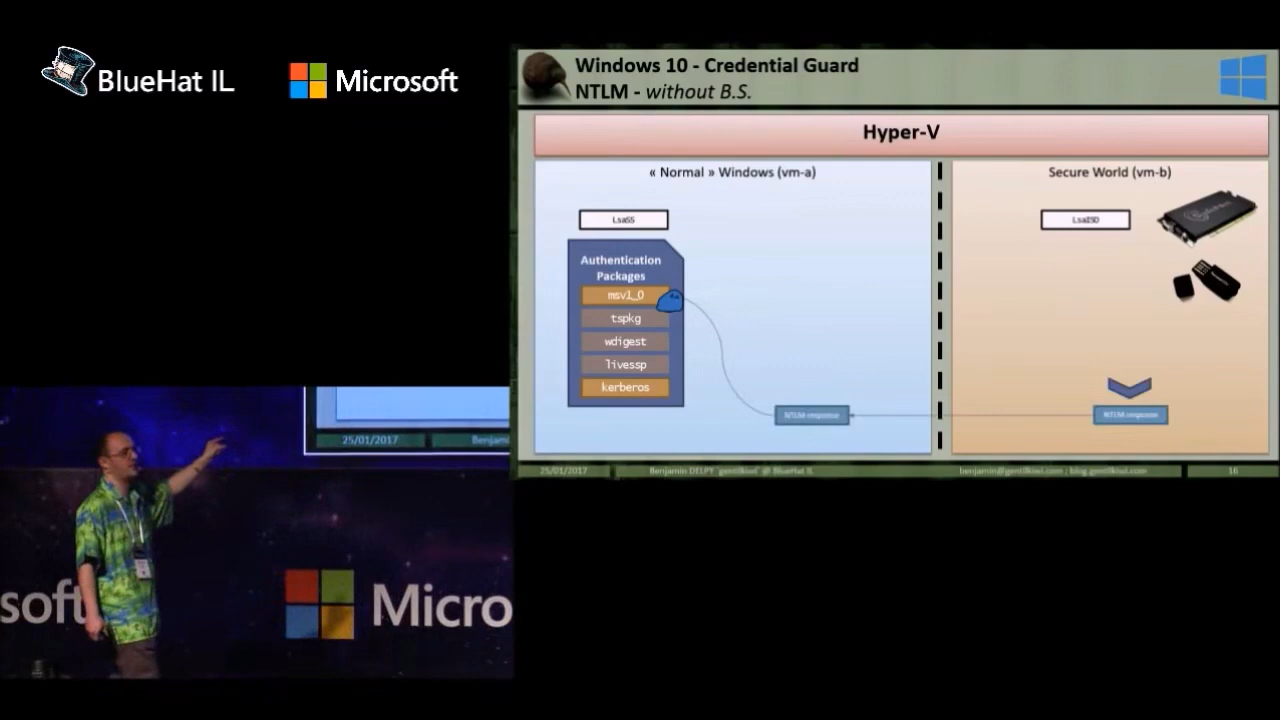 BlueHat IL
Microsoft
Windows 10 - Credential Guard
NTLM - without B.S.
Hyper-V
« Normal » Windows (vm-a)
Secure World (vm-b)
LsaSS
LsaISO
Authentication
Packages
msv1_0
tspkg
wdigest
livessp
kerberos
NTLM response
NTLM response
25/01/2017
Benjamin DELPY `gentilkiwi` @ BlueHat IL
benjamin@gentilkiwi.com ; blog.gentilkiwi.com
16
25/01/2017
Benjam
soft
Micro